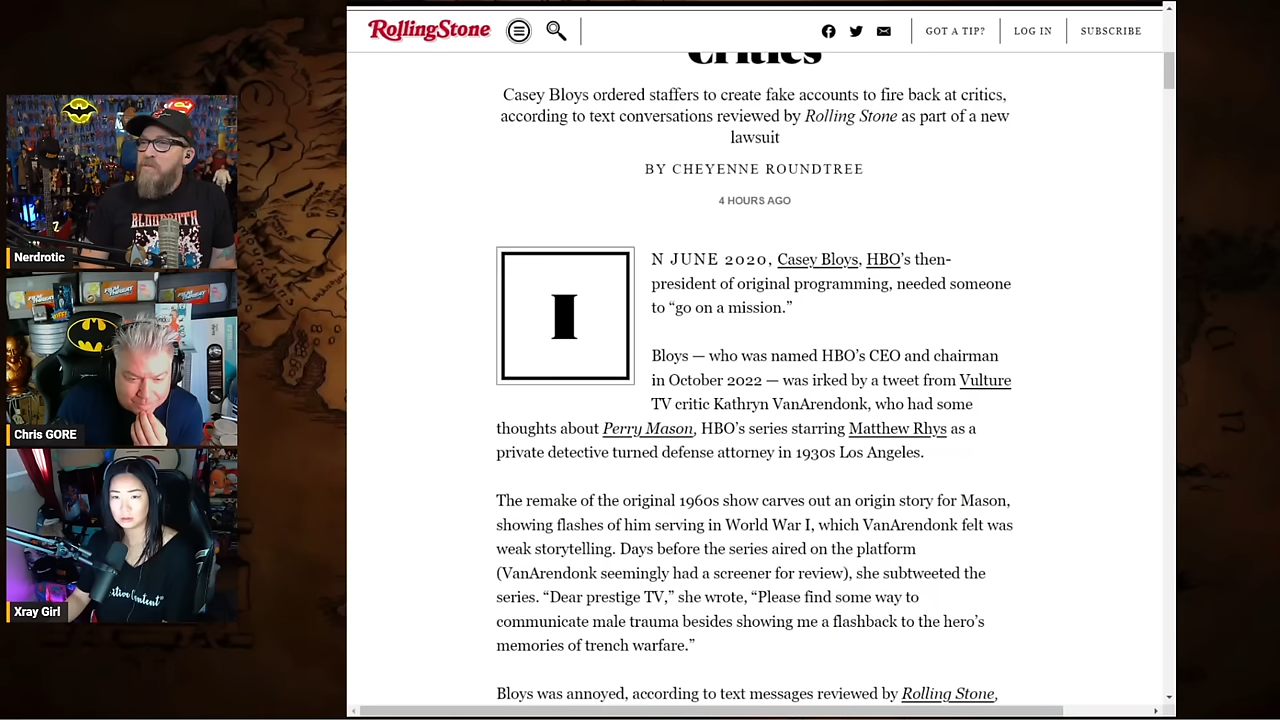 RollingStone
GOT A TIP?
LOG IN
SUBSCRIBE
Critics
Casey Bloys ordered staffers to create fake accounts to fire back at critics,
according to text conversations reviewed by Rolling Stone as part of a new
lawsuit
BY CHEYENNE ROUNDTREE
4 HOURS AGO
I
N JUNE 2020, Casey Bloys, HBO’s then-
president of original programming, needed someone
to “go on a mission.”
Bloys — who was named HBO’s CEO and chairman
in October 2022 — was irked by a tweet from Vulture
TV critic Kathryn VanArendonk, who had some
thoughts about Perry Mason, HBO’s series starring Matthew Rhys as a
private detective turned defense attorney in 1930s Los Angeles.
The remake of the original 1960s show carves out an origin story for Mason,
showing flashes of him serving in World War I, which VanArendonk felt was
weak storytelling. Days before the series aired on the platform
(VanArendonk seemingly had a screener for review), she subtweeted the
series. “Dear prestige TV,” she wrote, “Please find some way to
communicate male trauma besides showing me a flashback to the hero’s
memories of trench warfare.”
Bloys was annoyed, according to text messages reviewed by Rolling Stone,
Nerdrotic
Chris GORE
Xray Girl